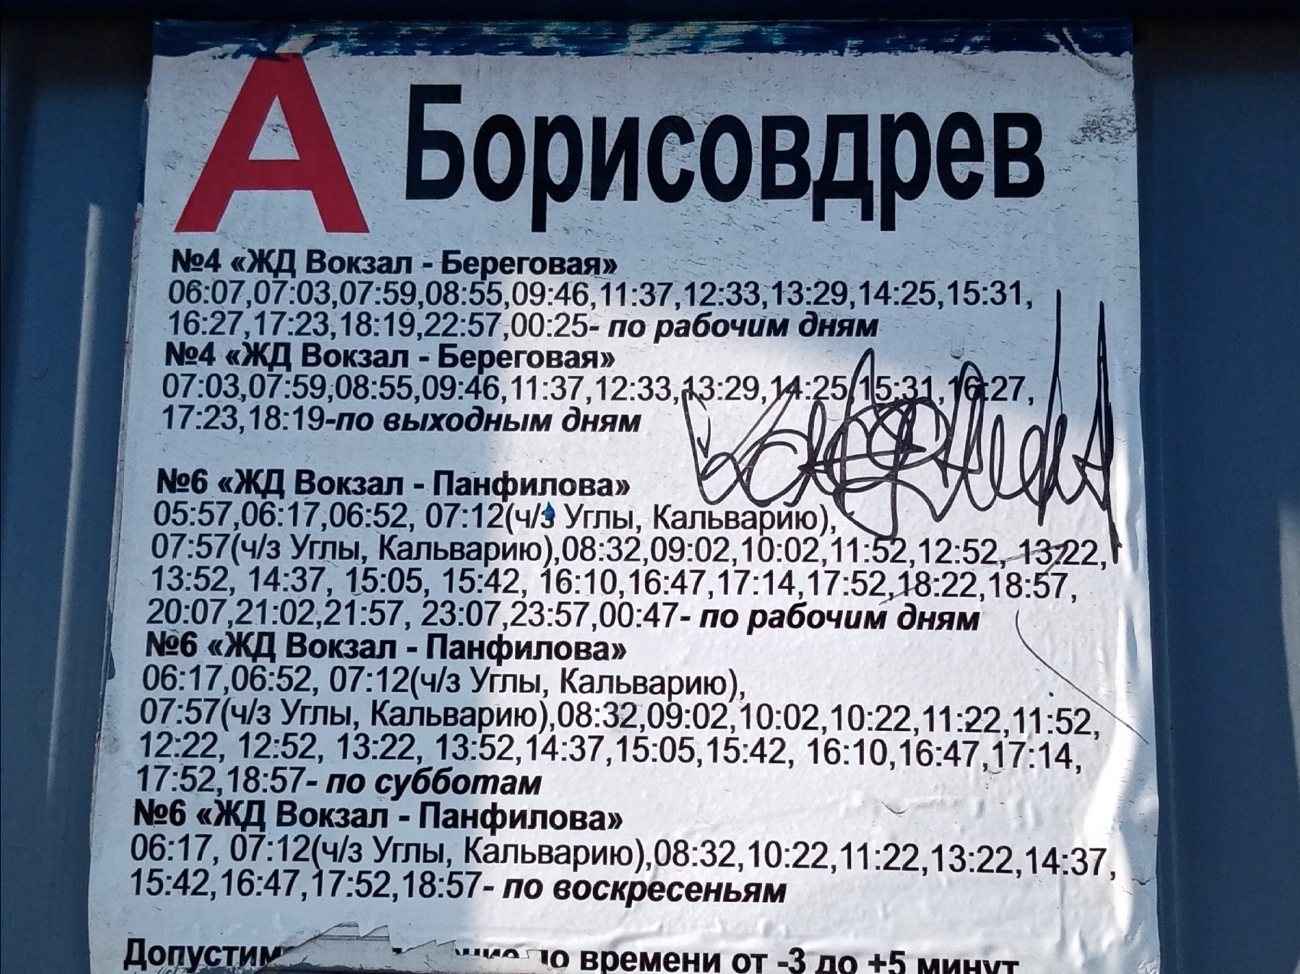 А Борисовдрев
№4 «ЖД Вокзал - Береговая»
06:07,07:03,07:59,08:55,09:46,11:37,12:33,13:29,14:25,15:31,
16:27,17:23,18:19,22:57,00:25- по рабочим дням
№4 «ЖД Вокзал - Береговая»
07:03,07:59,08:55,09:46,11:37,12:33,13:29,14:25,15:31,16:27,
17:23,18:19-по выходным дням
№6 «ЖД Вокзал - Панфилова»
05:57,06:17,06:52, 07:12(ч/з Углы, Кальварию),
07:57(ч/з Углы, Кальварию),08:32,09:02,10:02,11:52,12:52, 13:22,
13:52, 14:37, 15:05, 15:42, 16:10,16:47,17:14,17:52,18:22,18:57,
20:07,21:02,21:57, 23:07,23:57,00:47- по рабочим дням
№6 «ЖД Вокзал - Панфилова»
06:17,06:52, 07:12(ч/з Углы, Кальварию),
07:57(ч/з Углы, Кальварию),08:32,09:02,10:02,10:22,11:22,11:52,
12:22, 12:52, 13:22, 13:52,14:37,15:05,15:42, 16:10,16:47,17:14,
17:52,18:57- по субботам
№6 «ЖД Вокзал - Панфилова»
06:17, 07:12(ч/з Углы, Кальварию),08:32,10:22,11:22,13:22,14:37,
15:42,16:47,17:52,18:57- по воскресеньям
времени от -3 до +5 минут